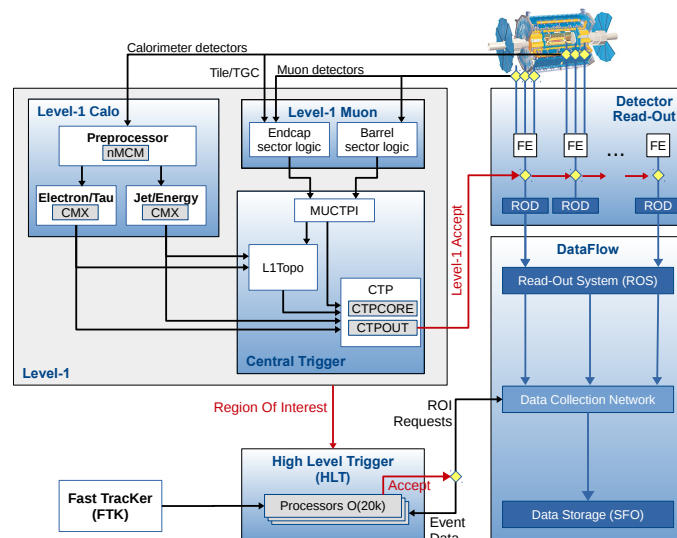 Calorimeter detectors
Tile/TGC
Muon detectors
Level-1 Calo
Preprocessor
nMCM
Electron/Tau
CMX
Jet/Energy
CMX
Level-1 Muon
Endcap
sector logic
Barrel
sector logic
MUCTPI
L1Topo
CTP
CTPCORE
CTPOUT
Central Trigger
Level-1
Level-1 Accept
Detector
Read-Out
FE
FE
...
FE
ROD
ROD
ROD
DataFlow
Read-Out System (ROS)
Data Collection Network
Data Storage (SFO)
Region Of Interest
ROI
Requests
High Level Trigger
(HLT)
Accept
Processors O(20k)
Event
Data
Fast TracKer
(FTK)